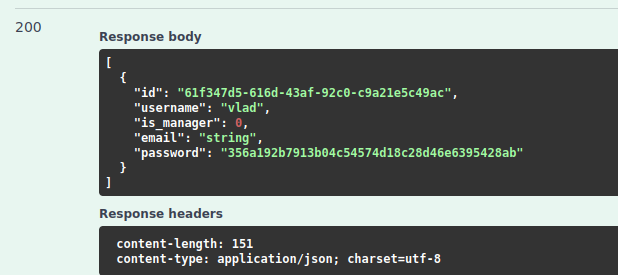 200
Response body
[
  {
    "id": "61f347d5-616d-43af-92c0-c9a21e5c49ac",
    "username": "vlad",
    "is_manager": 0,
    "email": "string",
    "password": "356a192b7913b04c54574d18c28d46e6395428ab"
  }
]
Response headers
content-length: 151
content-type: application/json; charset=utf-8